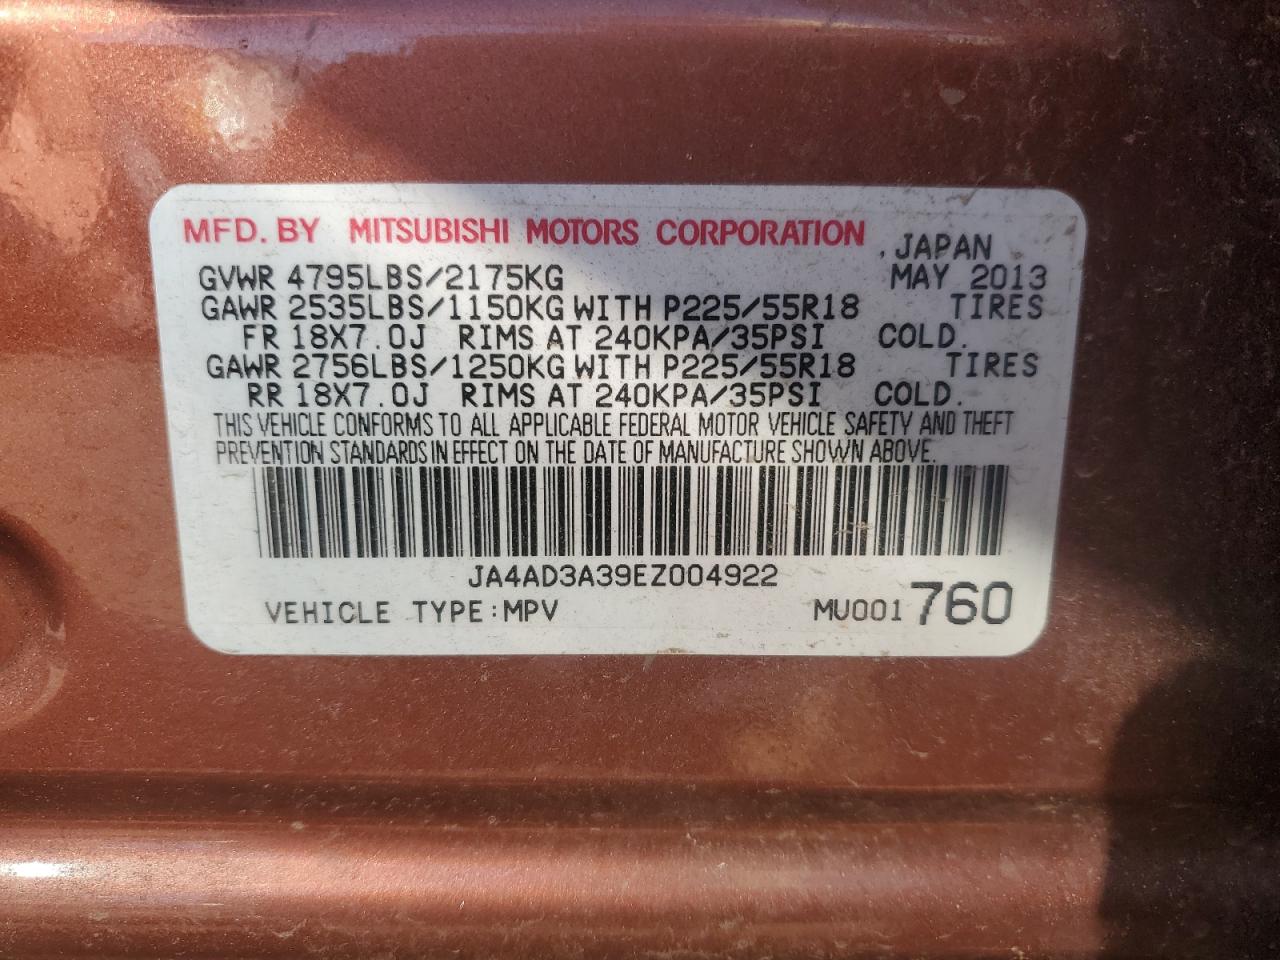 MFD. BY MITSUBISHI MOTORS CORPORATION , JAPAN
GVWR 4795LBS/2175KG MAY 2013
GAWR 2535LBS/1150KG WITH P225/55R18 TIRES
FR 18X7.0J RIMS AT 240KPA/35PSI COLD.
GAWR 2756LBS/1250KG WITH P225/55R18 TIRES
RR 18X7.0J RIMS AT 240KPA/35PSI COLD.
THIS VEHICLE CONFORMS TO ALL APPLICABLE FEDERAL MOTOR VEHICLE SAFETY AND THEFT
PREVENTION STANDARDS IN EFFECT ON THE DATE OF MANUFACTURE SHOWN ABOVE.
JA4AD3A39EZ004922
VEHICLE TYPE:MPV MU001 760